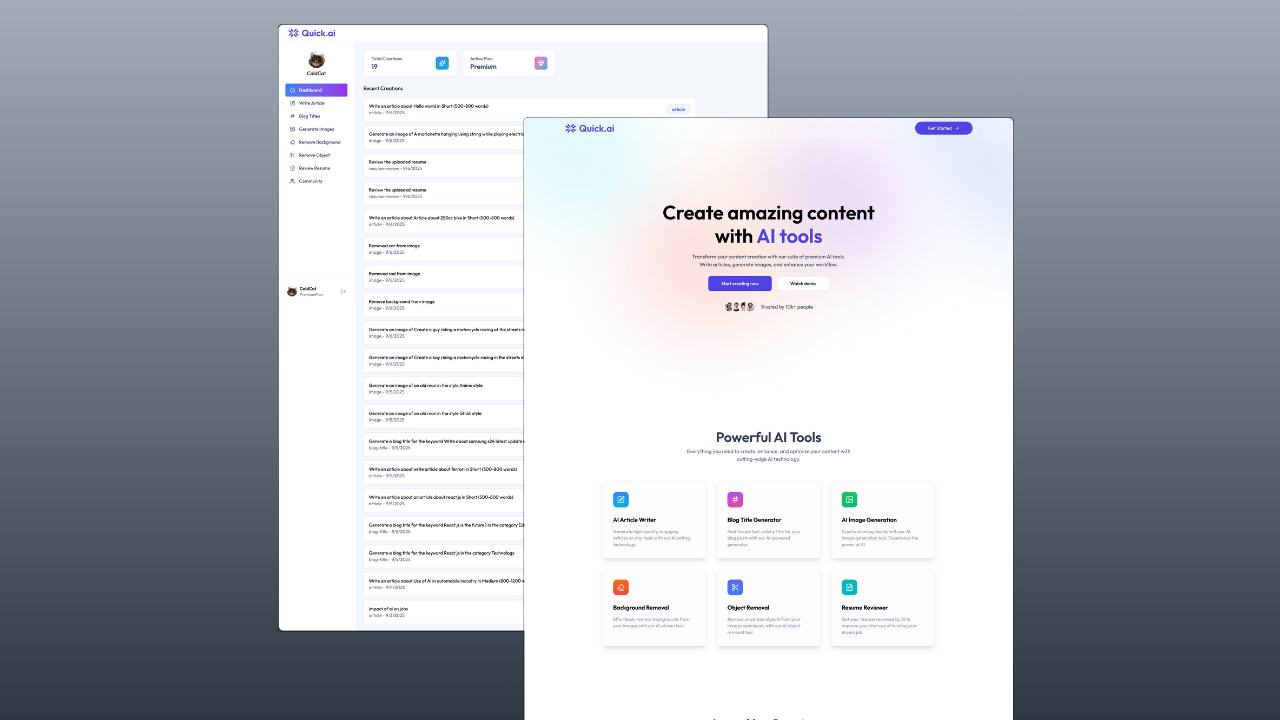 Quick.ai
ColdCat
Dashboard
Write Article
Blog Titles
Generate Images
Remove Background
Remove Object
Review Resume
Community
ColdCat
Premium Plan
Total Creations
19
Active Plan
Premium
Recent Creations
Write an article about Hello world in Short (500-800 words)
article - 9/6/2025
article
Generate an image of A marionette hanging using string while playing electric
image - 9/6/2025
Review the uploaded resume
resume-review - 9/6/2025
Review the uploaded resume
resume-review - 9/6/2025
Write an article about Article about 250cc bike in Short (500-800 words)
article - 9/6/2025
Removed car from image
image - 9/6/2025
Removed rod from image
image - 9/6/2025
Remove background from image
image - 9/6/2025
Generate an image of Create a guy riding a motorcycle racing at the streets in
image - 9/6/2025
Generate an image of Create a boy riding a motorcycle racing in the streets in
image - 9/6/2025
Generate an image of an old man in the style Anime style
image - 9/5/2025
Generate an image of an old man in the style Ghibli style
image - 9/5/2025
Generate a blog title for the keyword Write about samsung s24 latest update in
blog-title - 9/5/2025
Write an article about write article about ferrari in Short (500-800 words)
article - 9/5/2025
Write an article about an article about react js in Short (500-800 words)
article - 9/5/2025
Generate a blog title for the keyword React js is the future ! in the category Ed
blog-title - 9/5/2025
Generate a blog title for the keyword React js in the category Technology
blog-title - 9/5/2025
Write an article about Use of AI in automobile industry in Medium (800-1200 w
article - 9/4/2025
impact of ai on jobs
article - 9/3/2025
Quick.ai
Get Started →
Create amazing content
with AI tools
Transform your content creation with our suite of premium AI tools.
Write articles, generate images, and enhance your workflow.
Start creating now
Watch demo
Trusted by 10k+ people
Powerful AI Tools
Everything you need to create, enhance, and optimize your content with
cutting-edge AI technology.
AI Article Writer
Generate high-quality, engaging
articles on any topic with our AI writing
technology.
Blog Title Generator
Find the perfect, catchy title for your
blog posts with our AI-powered
generator.
AI Image Generation
Create stunning visuals with our AI
image generation tool, Experience the
power of AI
Background Removal
Effortlessly remove backgrounds from
your images with our AI-driven tool.
Object Removal
Remove unwanted objects from your
images seamlessly with our AI object
removal tool.
Resume Reviewer
Get your resume reviewed by AI to
improve your chances of landing your
dream job.